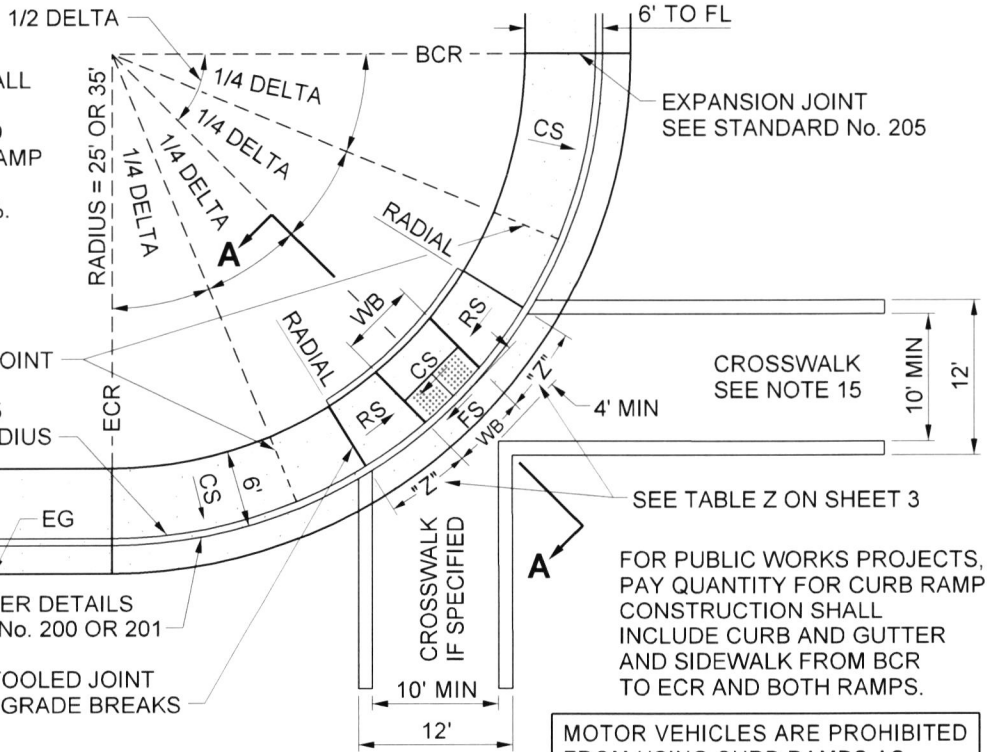 1/2 DELTA
BCR
6' TO FL
ALL
AMP
RADIUS = 25' OR 35'
1/4 DELTA
1/4 DELTA
1/4 DELTA
1/4 DELTA
CS
EXPANSION JOINT
SEE STANDARD No. 205
RADIAL
A
WB
RS
RADIAL
CS
"Z"
OINT
CROSSWALK
SEE NOTE 15
10' MIN
12'
4' MIN
RS
FS
WB
ECR
DIUS
"Z"
CS
6'
EG
SEE TABLE Z ON SHEET 3
A
CROSSWALK
IF SPECIFIED
FOR PUBLIC WORKS PROJECTS,
PAY QUANTITY FOR CURB RAMP
CONSTRUCTION SHALL
INCLUDE CURB AND GUTTER
AND SIDEWALK FROM BCR
TO ECR AND BOTH RAMPS.
ER DETAILS
No. 200 OR 201
OOLED JOINT
GRADE BREAKS
10' MIN
12'
MOTOR VEHICLES ARE PROHIBITED